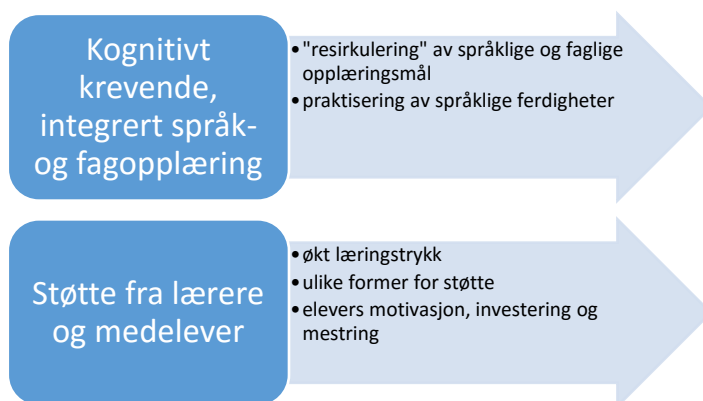 Kognitivt
krevende,
integrert språk-
og fagopplæring
•"resirkulering" av språklige og faglige
opplæringsmål
•praktisering av språklige ferdigheter
Støtte fra lærere
og medelever
•økt læringstrykk
•ulike former for støtte
•elevers motivasjon, investering og
mestring